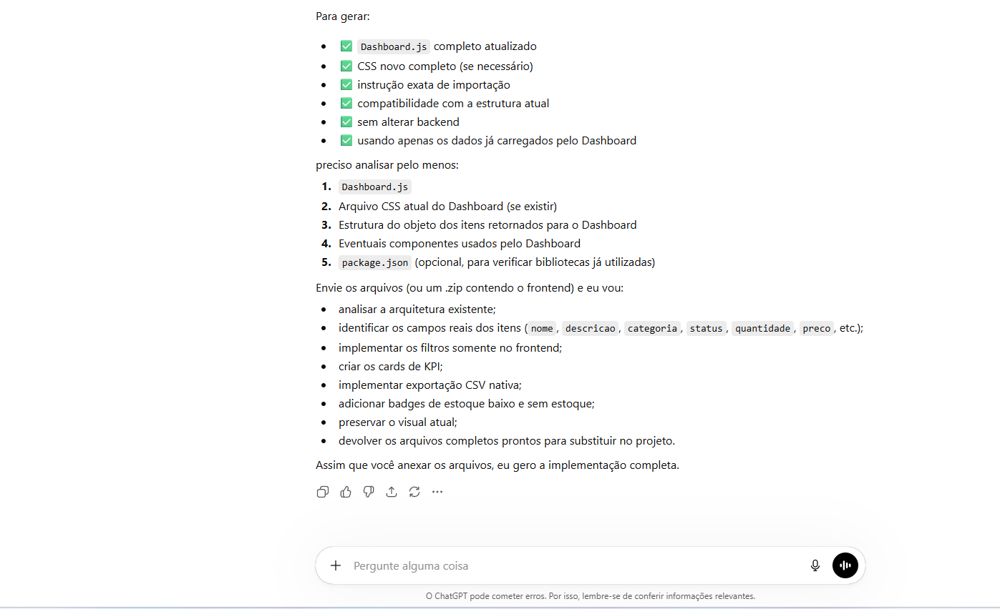 Para gerar:
• ✅ Dashboard.js completo atualizado
• ✅ CSS novo completo (se necessário)
• ✅ instrução exata de importação
• ✅ compatibilidade com a estrutura atual
• ✅ sem alterar backend
• ✅ usando apenas os dados já carregados pelo Dashboard
preciso analisar pelo menos:
1. Dashboard.js
2. Arquivo CSS atual do Dashboard (se existir)
3. Estrutura do objeto dos itens retornados para o Dashboard
4. Eventuais componentes usados pelo Dashboard
5. package.json (opcional, para verificar bibliotecas já utilizadas)
Envie os arquivos (ou um .zip contendo o frontend) e eu vou:
• analisar a arquitetura existente;
• identificar os campos reais dos itens (nome, descricao, categoria, status, quantidade, preco, etc.);
• implementar os filtros somente no frontend;
• criar os cards de KPI;
• implementar exportação CSV nativa;
• adicionar badges de estoque baixo e sem estoque;
• preservar o visual atual;
• devolver os arquivos completos prontos para substituir no projeto.
Assim que você anexar os arquivos, eu gero a implementação completa.
Pergunte alguma coisa
O ChatGPT pode cometer erros. Por isso, lembre-se de conferir informações relevantes.